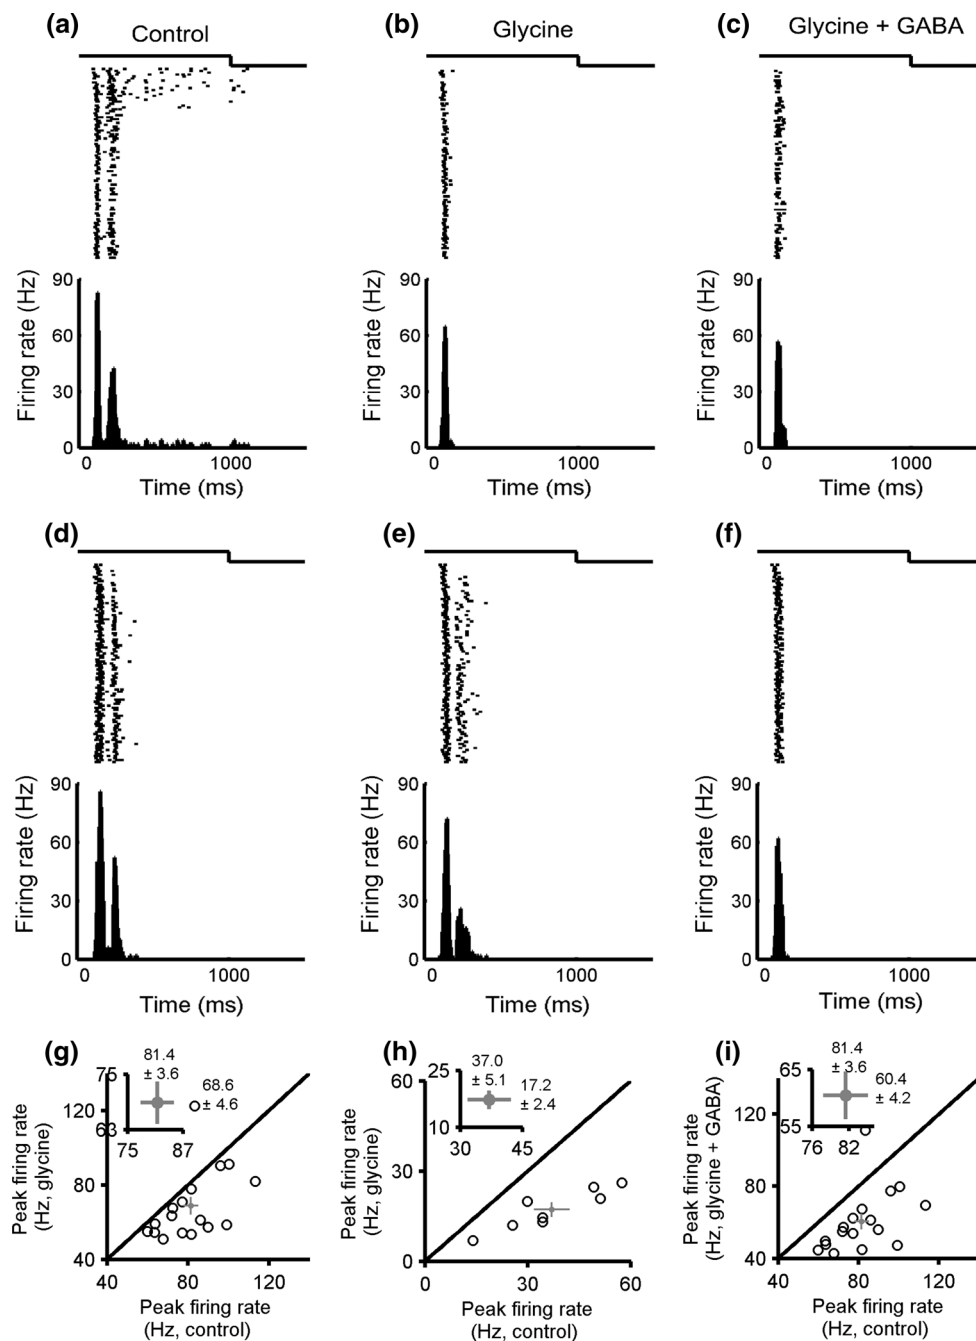 (a)
Control
(b)
Glycine
(c)
Glycine + GABA
Firing rate (Hz)
90
60
30
0
0
1000
Time (ms)
Firing rate (Hz)
90
60
30
0
0
1000
Time (ms)
Firing rate (Hz)
90
60
30
0
0
1000
Time (ms)
(d)
(e)
(f)
Firing rate (Hz)
90
60
30
0
0
1000
Time (ms)
Firing rate (Hz)
90
60
30
0
0
1000
Time (ms)
Firing rate (Hz)
90
60
30
0
0
1000
Time (ms)
(g)
Peak firing rate
(Hz, glycine)
120
80
40
75
63
75
87
81.4
± 3.6
68.6
± 4.6
40
80
120
Peak firing rate
(Hz, control)
(h)
Peak firing rate
(Hz, glycine)
60
30
0
25
10
30
45
37.0
± 5.1
17.2
± 2.4
0
30
60
Peak firing rate
(Hz, control)
(i)
Peak firing rate
(Hz, glycine + GABA)
120
80
40
65
55
76
82
81.4
± 3.6
60.4
± 4.2
40
80
120
Peak firing rate
(Hz, control)